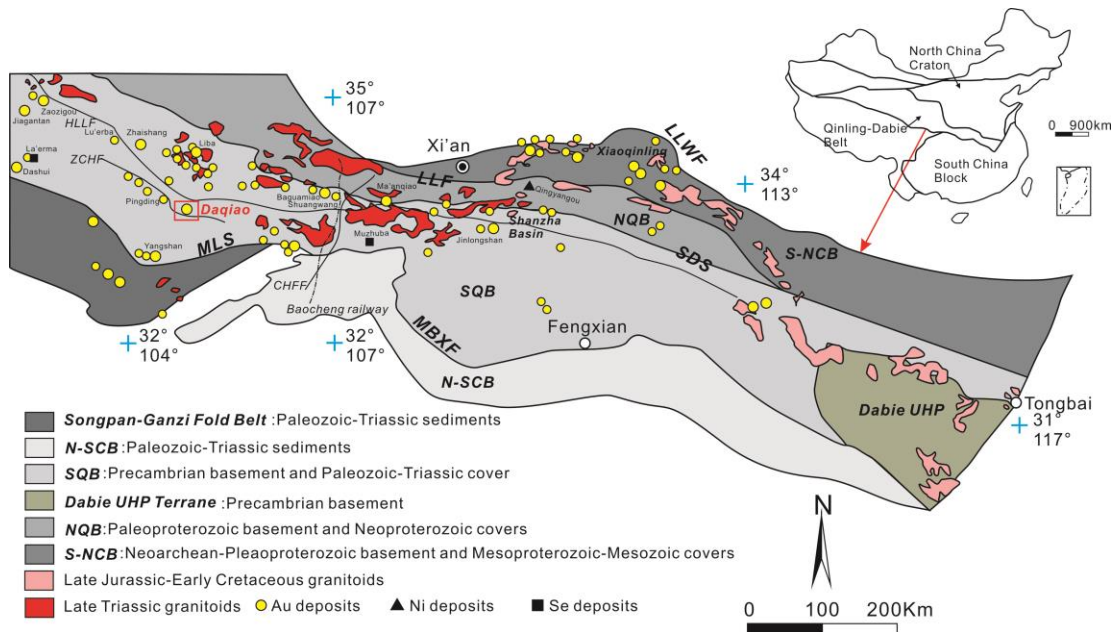 North China
Craton
Qinling-Dabie
Belt
South China
Block
0 900km
35°
107°
34°
113°
32°
104°
32°
107°
31°
117°
Xi'an
Fengxian
Tongbai
Zaozigou
Jiagantan
HLLF
Lu'erba
Zhaishang
Liba
La'erma
ZCHF
Dashui
Pingding
Daqiao
Baguamiao
Shuangwang
Ma'anqiao
LLF
Qingyangou
Xiaoqinling
LLWF
NQB
Shanzha
Basin
S-NCB
Yangshan
MLS
Muzhuba
Jinlongshan
SDS
CHFF
Baocheng railway
SQB
MBXF
N-SCB
Dabie UHP
Songpan-Ganzi Fold Belt : Paleozoic-Triassic sediments
N-SCB : Paleozoic-Triassic sediments
SQB : Precambrian basement and Paleozoic-Triassic cover
Dabie UHP Terrane : Precambrian basement
NQB : Paleoproterozoic basement and Neoproterozoic covers
S-NCB : Neoarchean-Pleaoproterozoic basement and Mesoproterozoic-Mesozoic covers
Late Jurassic-Early Cretaceous granitoids
Late Triassic granitoids Au deposits Ni deposits Se deposits
N
0 100 200Km